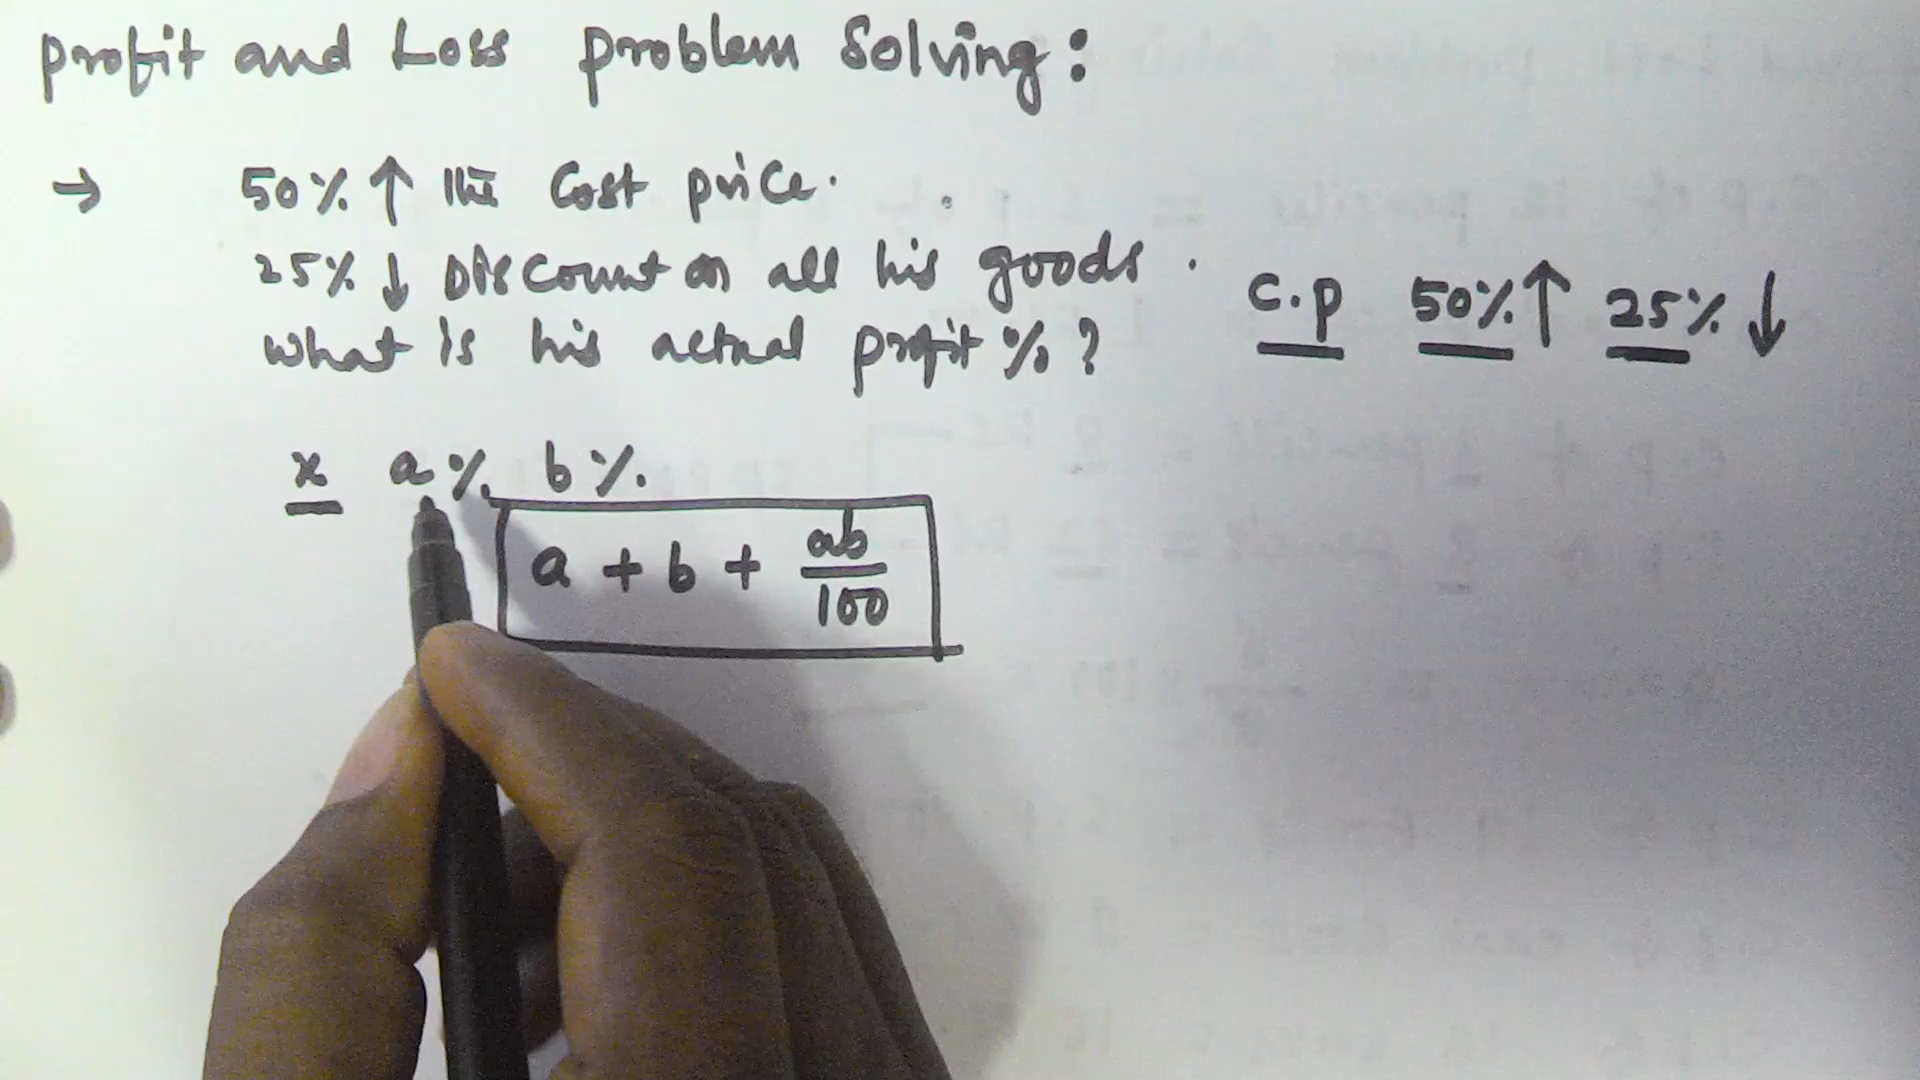 profit and Loss problem Solving:
→ 50% ↑ the Cost price.
25% ↓ Discount on all his goods.
what is his actual profit %?
C.P 50% ↑ 25% ↓
x a% b%
a + b + ab/100